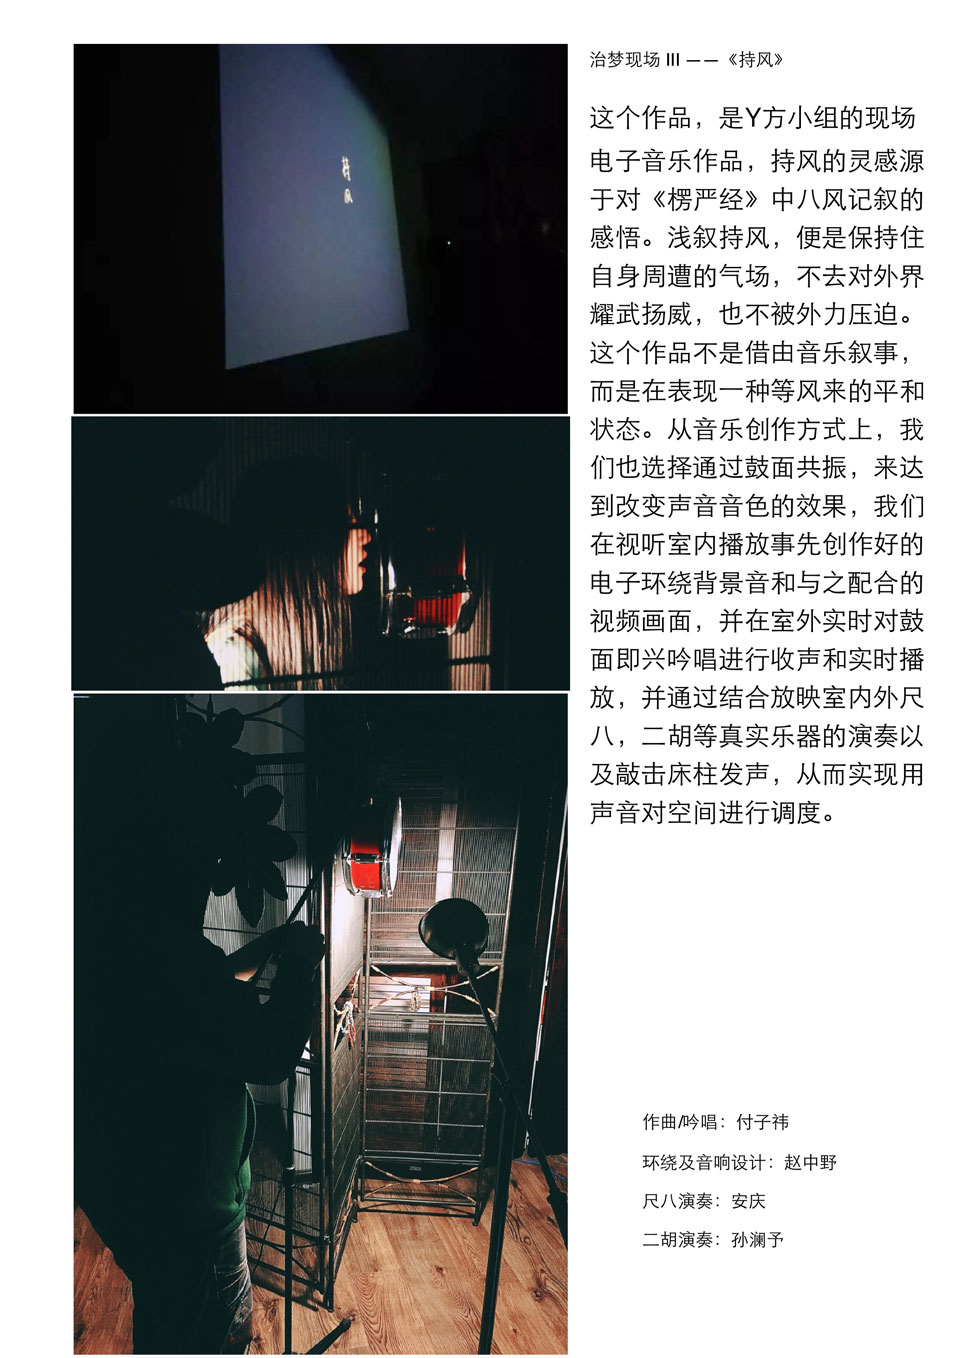 持风
治梦现场 III ——《持风》
这个作品，是Y方小组的现场
电子音乐作品，持风的灵感源
于对《楞严经》中八风记叙的
感悟。浅叙持风，便是保持住
自身周遭的气场，不去对外界
耀武扬威，也不被外力压迫。
这个作品不是借由音乐叙事，
而是在表现一种等风来的平和
状态。从音乐创作方式上，我
们也选择通过鼓面共振，来达
到改变声音音色的效果，我们
在视听室内播放事先创作好的
电子环绕背景音和与之配合的
视频画面，并在室外实时对鼓
面即兴吟唱进行收声和实时播
放，并通过结合放映室内外尺
八，二胡等真实乐器的演奏以
及敲击床柱发声，从而实现用
声音对空间进行调度。
作曲/吟唱：付子祎
环绕及音响设计：赵中野
尺八演奏：安庆
二胡演奏：孙澜予